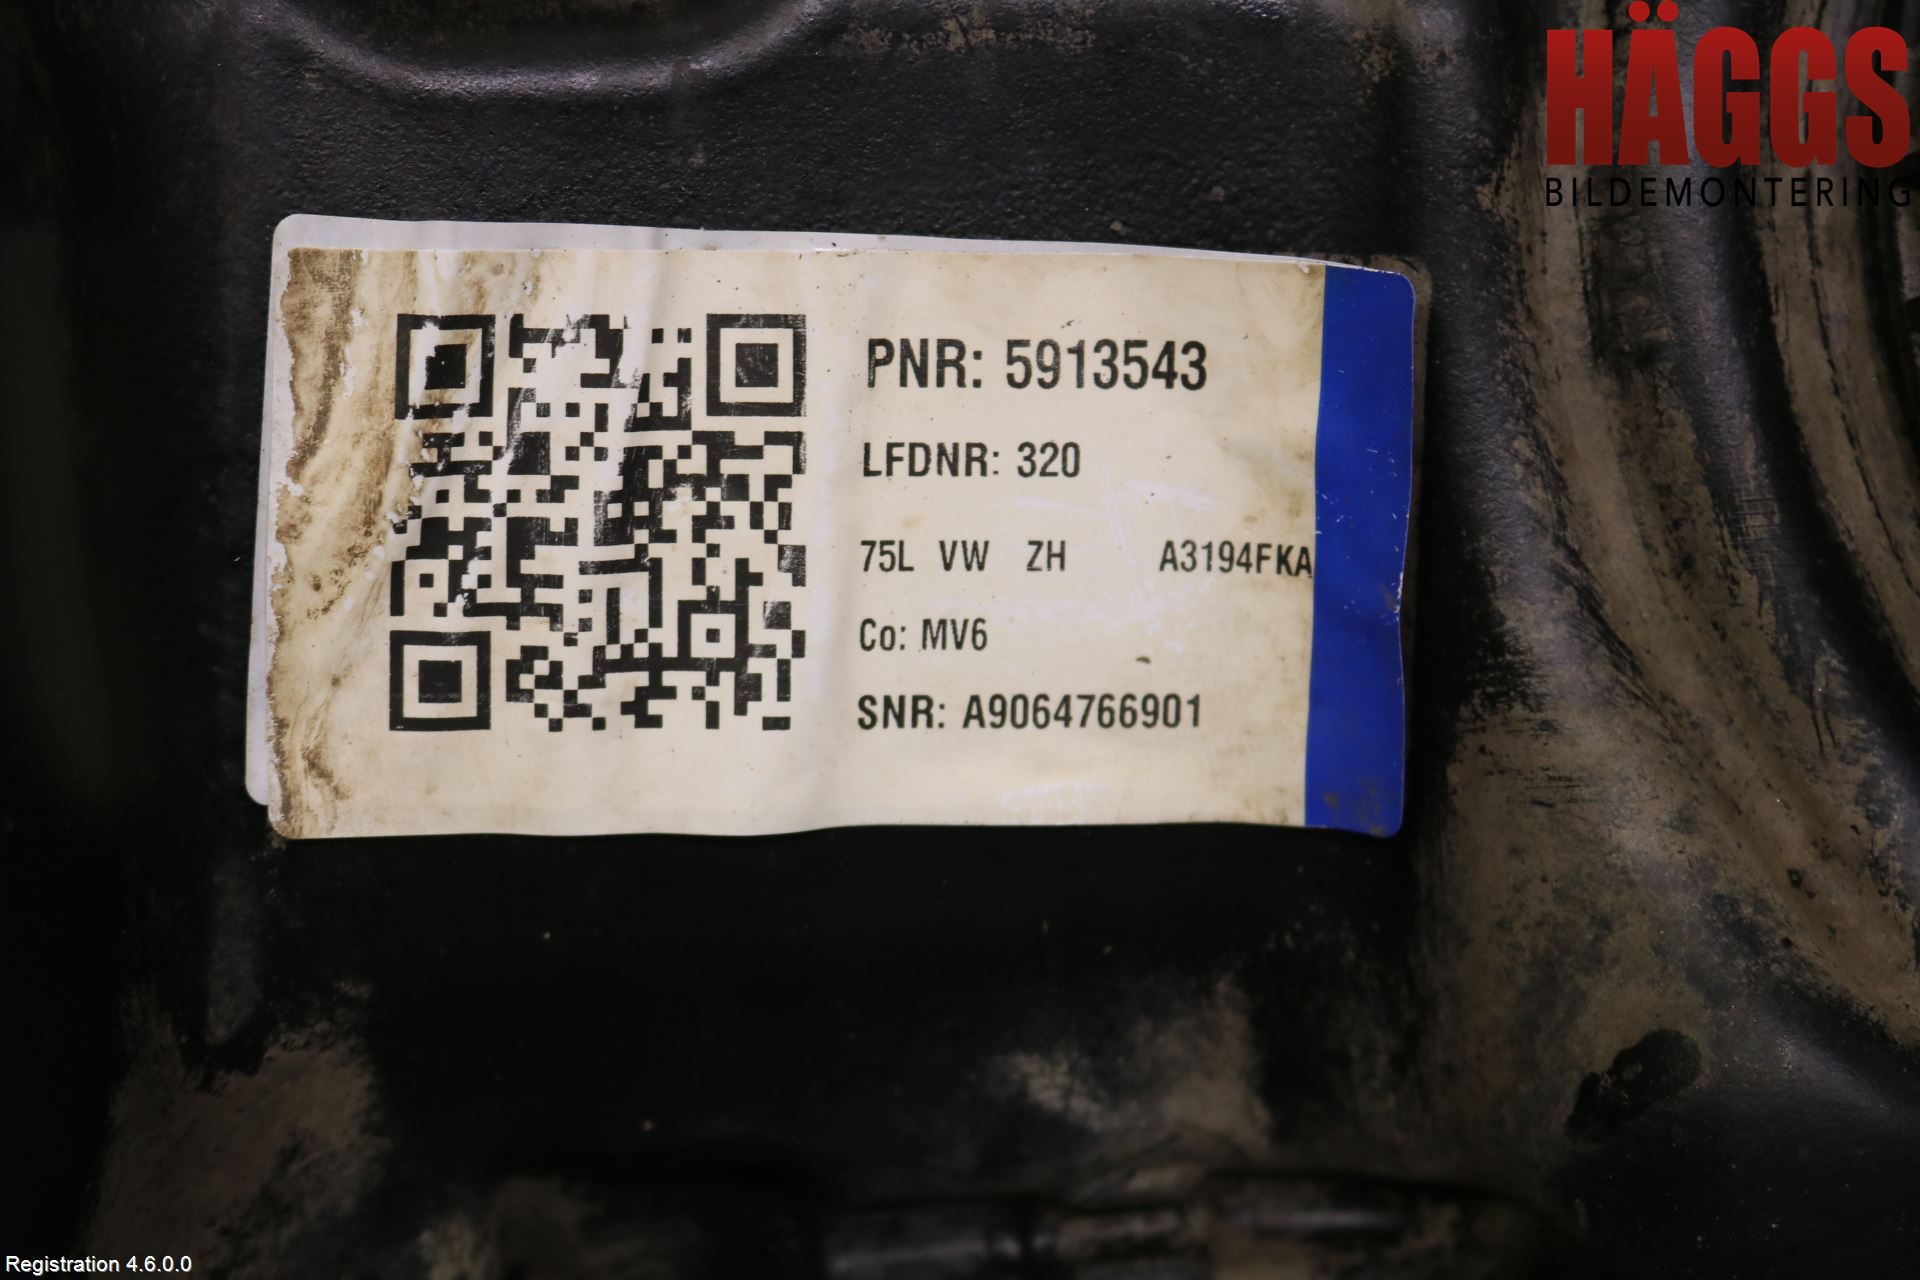 HÄGGS
BILDEMONTERING
PNR: 5913543
LFDNR: 320
75L VW ZH A3194FKA
Co: MV6
SNR: A9064766901
Registration 4.6.0.0